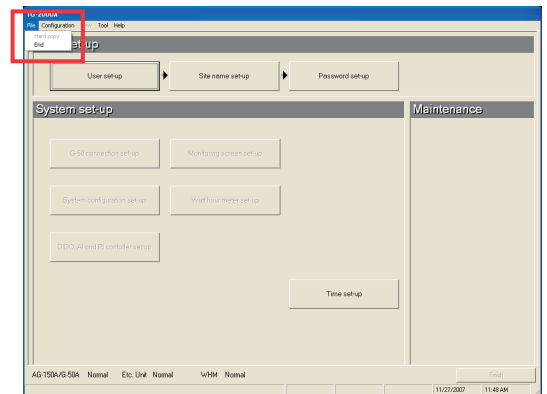 TG-2000A
File Configuration View Tool Help
Hard copy
End
et up
User set-up
Site name set-up
Password set-up
System set-up
Maintenance
G-50 connection set-up
Monitoring screen set-up
System configuration set-up
Watt hour meter set-up
DIDO, AI and PI contoller set-up
Time set-up
AG-150A/G-50A Normal Etc. Unit Normal WHM Normal
Finish
11/27/2007 11:48 AM